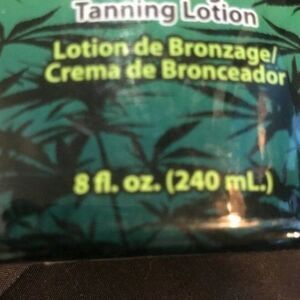 Tanning Lotion
Lotion de Bronzage/
Crema de Bronceador
8 fl. oz. (240 mL.)